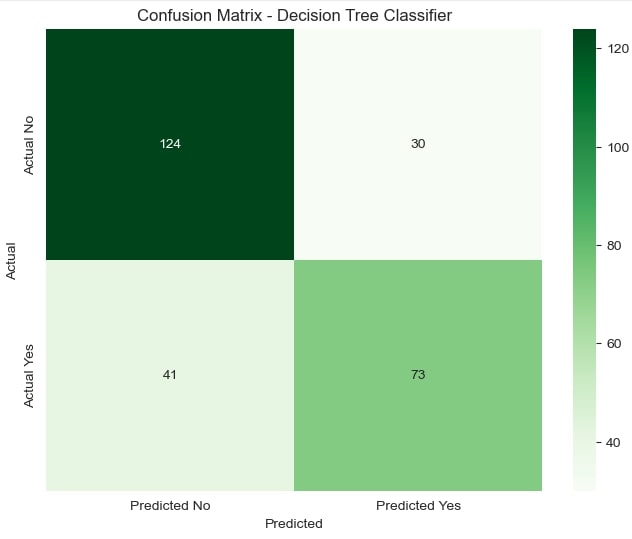 Confusion Matrix - Decision Tree Classifier
Actual No
124
30
120
100
80
60
40
Actual
Actual Yes
41
73
Predicted No
Predicted Yes
Predicted